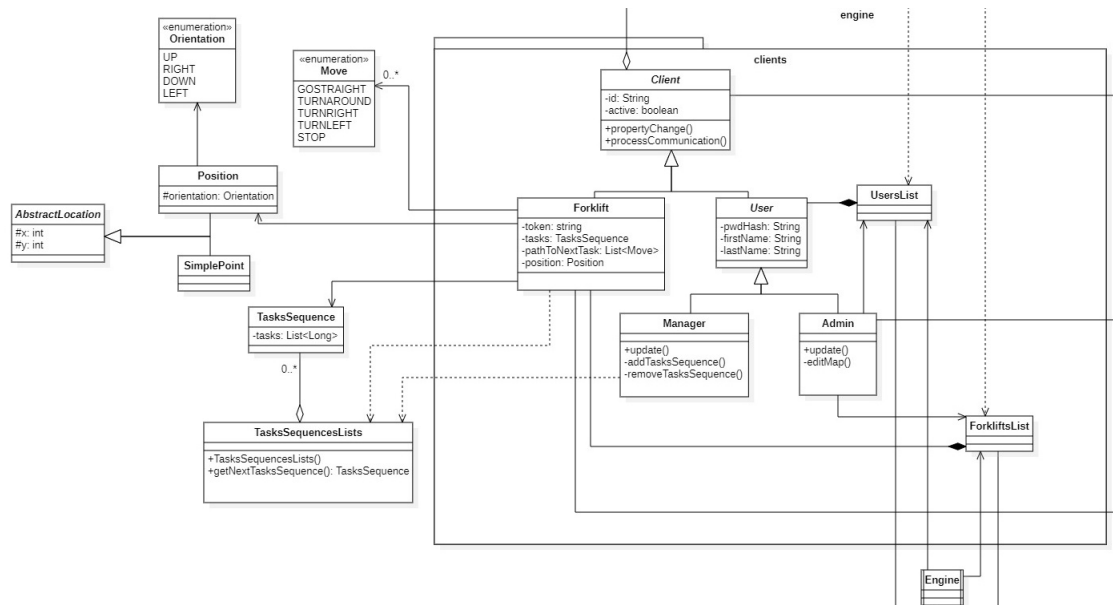 engine
«enumeration»
Orientation
UP
RIGHT
DOWN
LEFT
«enumeration»
Move
GOSTRAIGHT
TURNAROUND
TURNRIGHT
TURNLEFT
STOP
0..*
clients
Client
-id: String
-active: boolean
+propertyChange()
+processCommunication()
Position
#orientation: Orientation
AbstractLocation
#x: int
#y: int
SimplePoint
Forklift
-token: string
-tasks: TasksSequence
-pathToNextTask: List<Move>
-position: Position
User
-pwdHash: String
-firstName: String
-lastName: String
UsersList
TasksSequence
-tasks: List<Long>
0..*
Manager
+update()
-addTasksSequence()
-removeTasksSequence()
Admin
+update()
-editMap()
TasksSequencesLists
+TasksSequencesLists()
+getNextTasksSequence(): TasksSequence
ForkliftsList
Engine